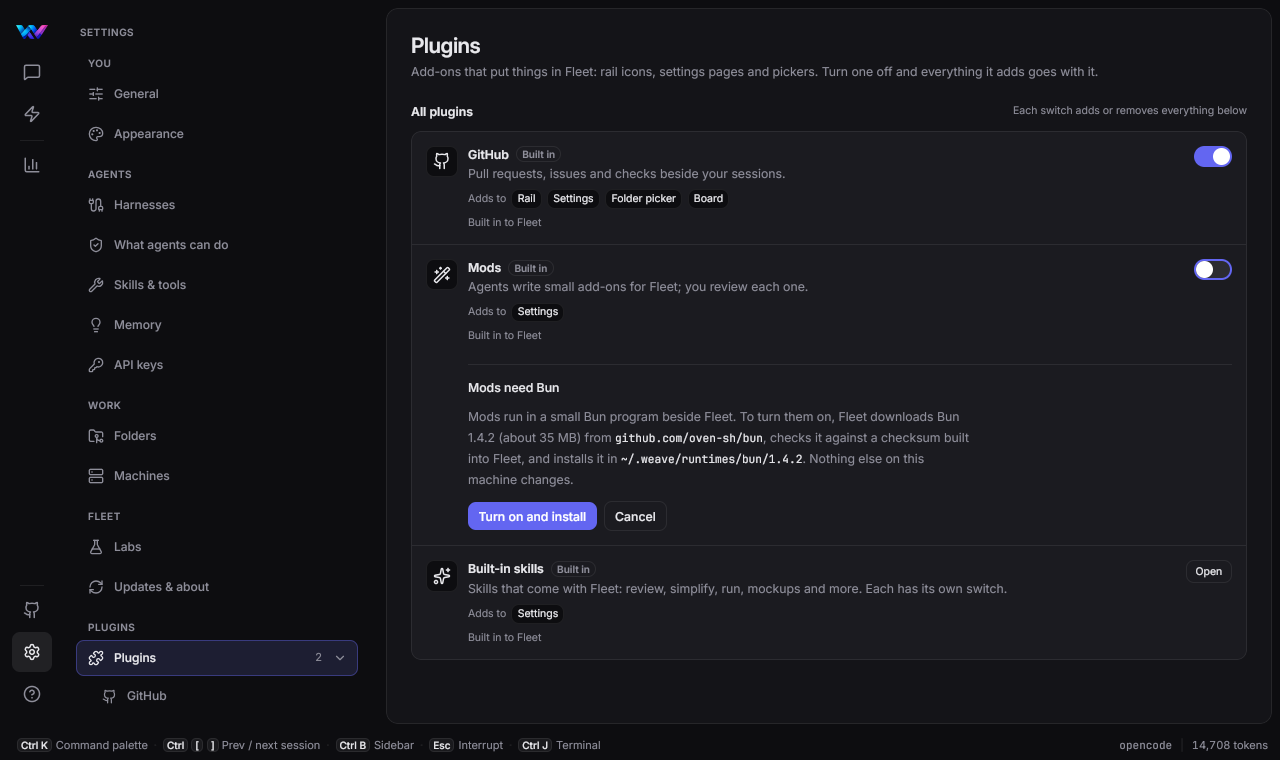 SETTINGS
YOU
General
Appearance
AGENTS
Harnesses
What agents can do
Skills & tools
Memory
API keys
WORK
Folders
Machines
FLEET
Labs
Updates & about
PLUGINS
Plugins 2
GitHub
Plugins
Add-ons that put things in Fleet: rail icons, settings pages and pickers. Turn one off and everything it adds goes with it.
All plugins Each switch adds or removes everything below
GitHub Built in
Pull requests, issues and checks beside your sessions.
Adds to Rail Settings Folder picker Board
Built in to Fleet
Mods Built in
Agents write small add-ons for Fleet; you review each one.
Adds to Settings
Built in to Fleet
Mods need Bun
Mods run in a small Bun program beside Fleet. To turn them on, Fleet downloads Bun
1.4.2 (about 35 MB) from github.com/oven-sh/bun, checks it against a checksum built
into Fleet, and installs it in ~/.weave/runtimes/bun/1.4.2. Nothing else on this
machine changes.
Turn on and install Cancel
Built-in skills Built in Open
Skills that come with Fleet: review, simplify, run, mockups and more. Each has its own switch.
Adds to Settings
Built in to Fleet
Ctrl K Command palette · Ctrl [ ] Prev / next session · Ctrl B Sidebar · Esc Interrupt · Ctrl J Terminal opencode 14,708 tokens